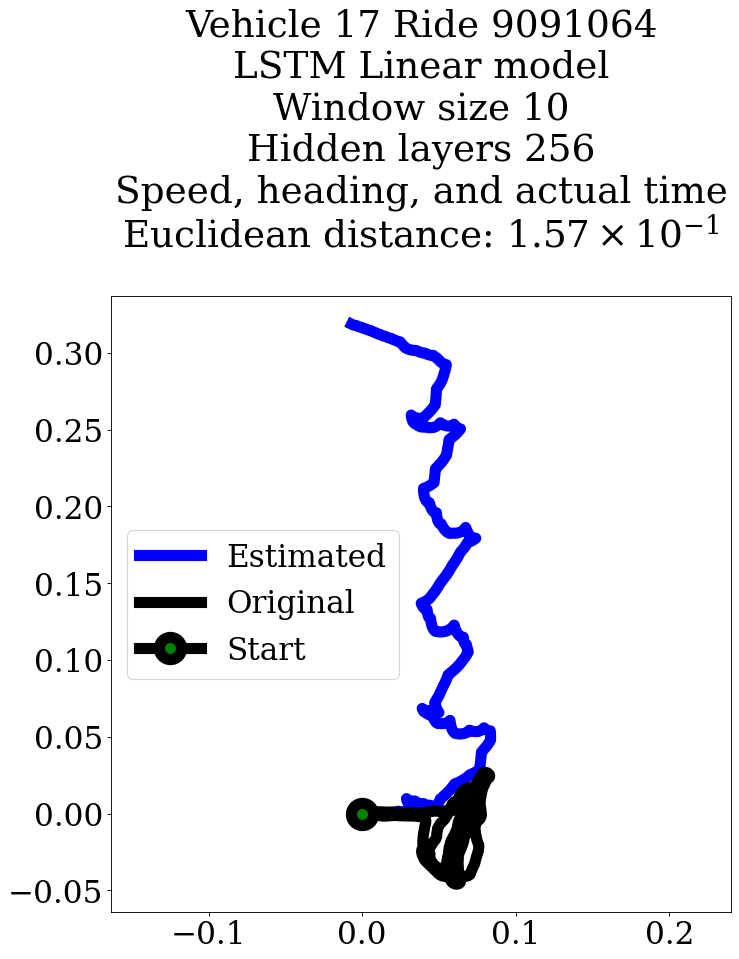 Vehicle 17 Ride 9091064
LSTM Linear model
Window size 10
Hidden layers 256
Speed, heading, and actual time
Euclidean distance: 1.57 × 10⁻¹
0.30
0.25
0.20
0.15
0.10
0.05
0.00
−0.05
Estimated
Original
Start
−0.1
0.0
0.1
0.2